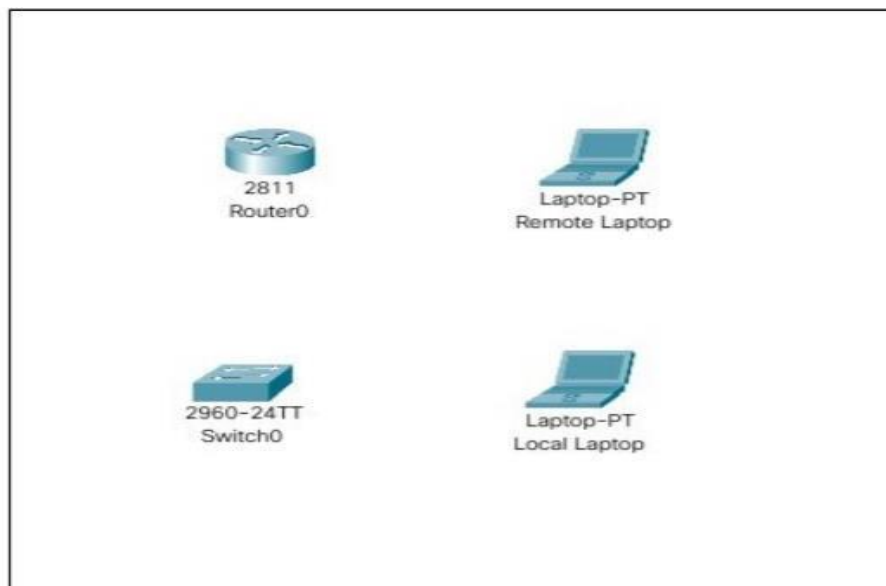 2811
Router0
Laptop-PT
Remote Laptop
2960-24TT
Switch0
Laptop-PT
Local Laptop